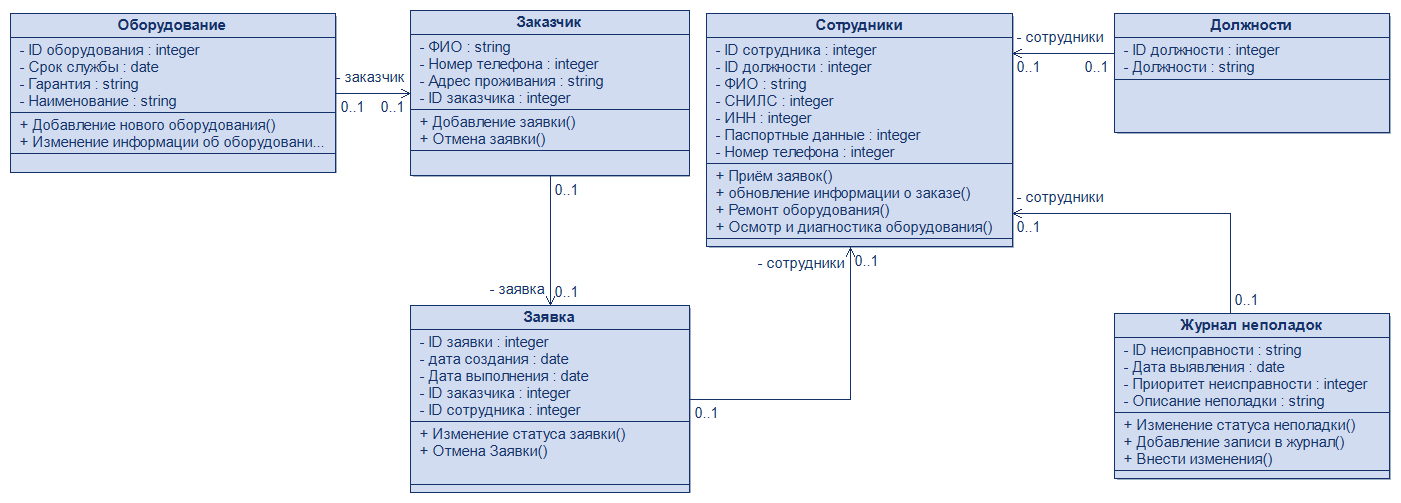 Оборудование
- ID оборудования : integer
- Срок службы : date
- Гарантия : string
- Наименование : string
+ Добавление нового оборудования()
+ Изменение информации об оборудовани...
- заказчик
0..1
0..1
Заказчик
- ФИО : string
- Номер телефона : integer
- Адрес проживания : string
- ID заказчика : integer
+ Добавление заявки()
+ Отмена заявки()
0..1
- заявка
0..1
Заявка
- ID заявки : integer
- дата создания : date
- Дата выполнения : date
- ID заказчика : integer
- ID сотрудника : integer
+ Изменение статуса заявки()
+ Отмена Заявки()
0..1
- сотрудники
0..1
Сотрудники
- ID сотрудника : integer
- ID должности : integer
- ФИО : string
- СНИЛС : integer
- ИНН : integer
- Паспортные данные : integer
- Номер телефона : integer
+ Приём заявок()
+ обновление информации о заказе()
+ Ремонт оборудования()
+ Осмотр и диагностика оборудования()
- сотрудники
0..1
0..1
Должности
- ID должности : integer
- Должности : string
- сотрудники
0..1
0..1
Журнал неполадок
- ID неисправности : string
- Дата выявления : date
- Приоритет неисправности : integer
- Описание неполадки : string
+ Изменение статуса неполадки()
+ Добавление записи в журнал()
+ Внести изменения()